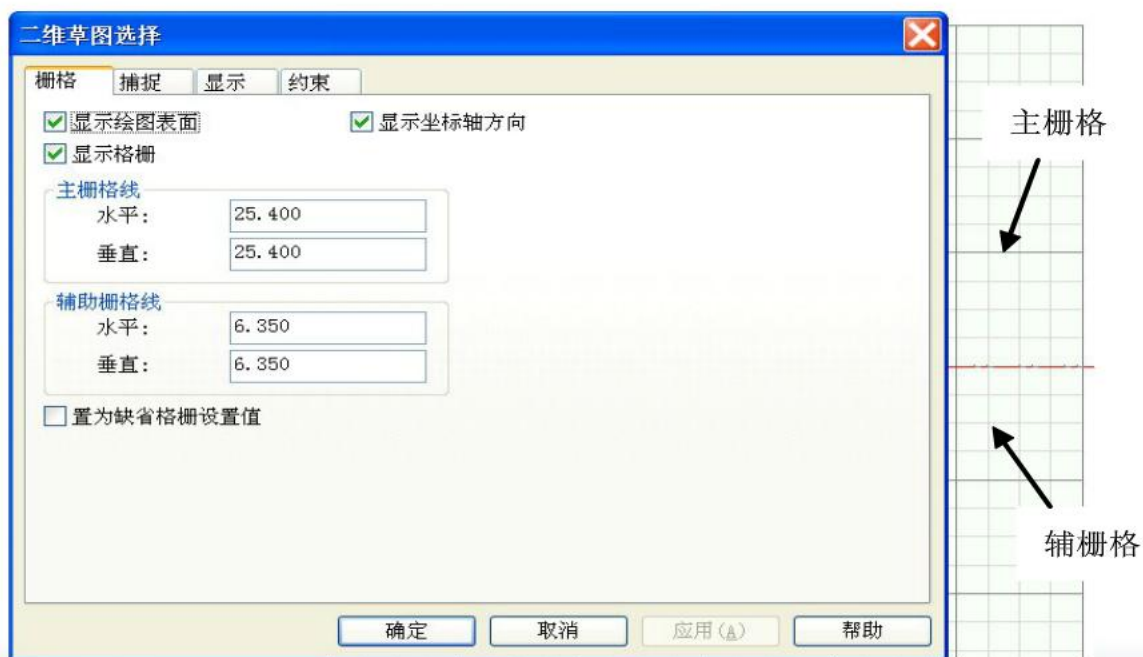 二维草图选择
栅格 捕捉 显示 约束
显示绘图表面 显示坐标轴方向
显示格栅
主栅格线
水平: 25.400
垂直: 25.400
辅助栅格线
水平: 6.350
垂直: 6.350
置为缺省格栅设置值
确定 取消 应用(A) 帮助
主栅格
辅栅格